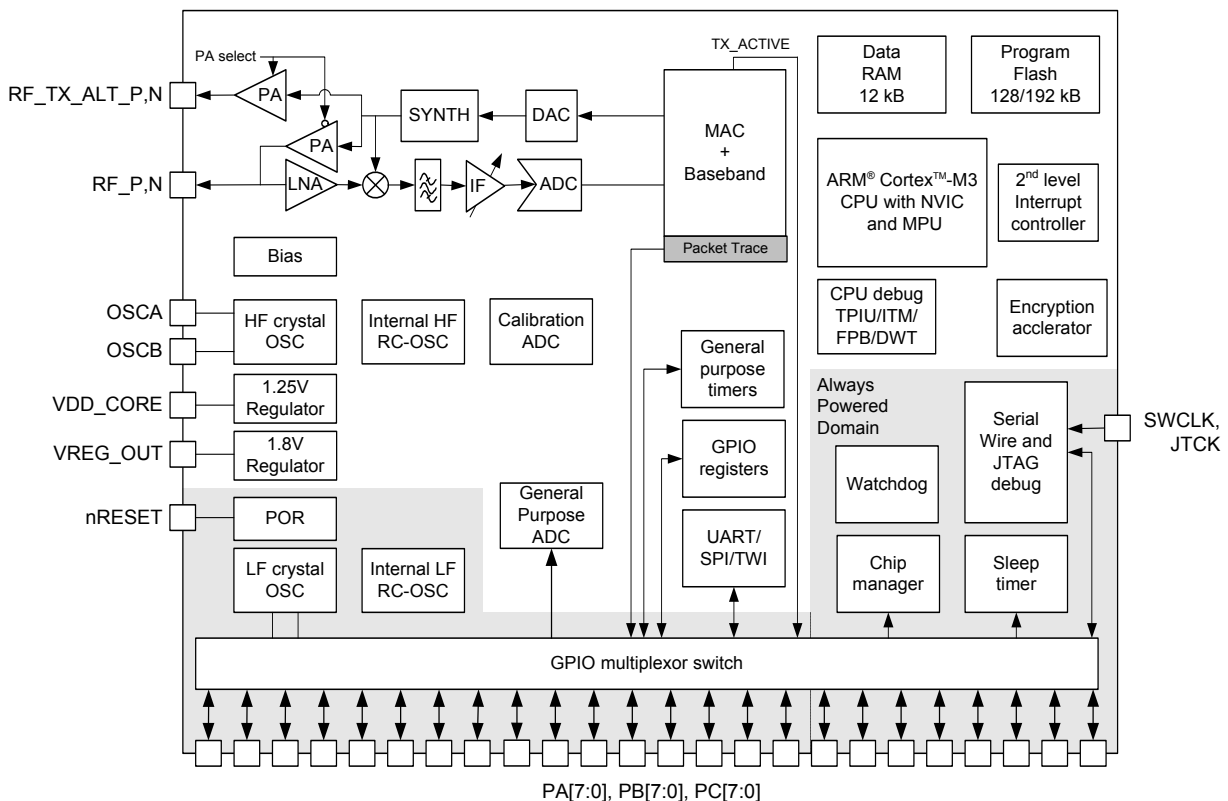 TX_ACTIVE
PA select
RF_TX_ALT_P,N
PA
SYNTH
DAC
MAC
+
Baseband
Data
RAM
12 kB
Program
Flash
128/192 kB
PA
RF_P,N
LNA
IF
ADC
ARM® Cortex™-M3
CPU with NVIC
and MPU
2nd level
Interrupt
controller
Packet Trace
Bias
OSCA
OSCB
HF crystal
OSC
Internal HF
RC-OSC
Calibration
ADC
CPU debug
TPIU/ITM/
FPB/DWT
Encryption
acclerator
General
purpose
timers
Always
Powered
Domain
VDD_CORE
1.25V
Regulator
VREG_OUT
1.8V
Regulator
GPIO
registers
Serial
Wire and
JTAG
debug
SWCLK,
JTCK
Watchdog
nRESET
POR
General
Purpose
ADC
UART/
SPI/TWI
LF crystal
OSC
Internal LF
RC-OSC
Chip
manager
Sleep
timer
GPIO multiplexor switch
PA[7:0], PB[7:0], PC[7:0]